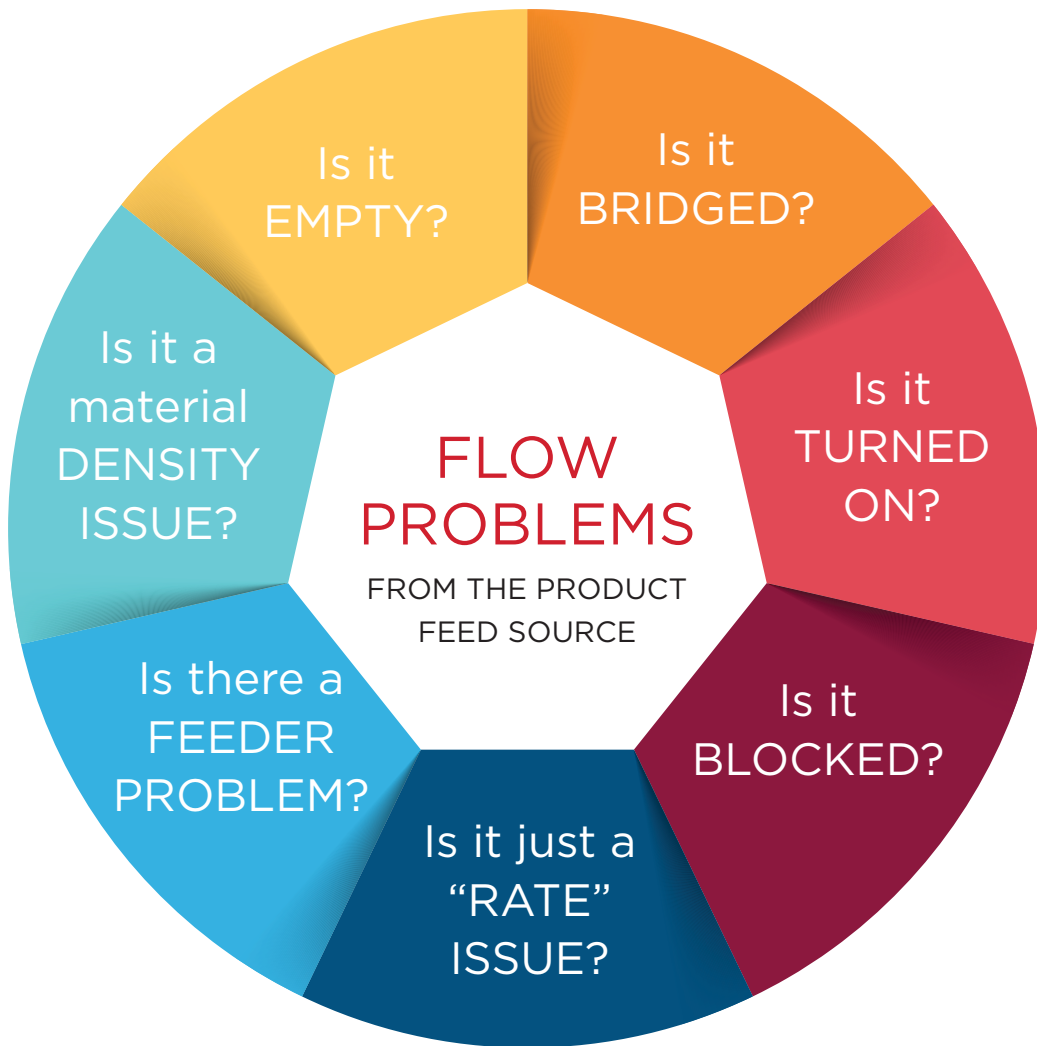 Is it
EMPTY?
Is it
BRIDGED?
Is it
TURNED
ON?
Is it
BLOCKED?
Is it just a
“RATE”
ISSUE?
Is there a
FEEDER
PROBLEM?
Is it a
material
DENSITY
ISSUE?
FLOW
PROBLEMS
FROM THE PRODUCT
FEED SOURCE